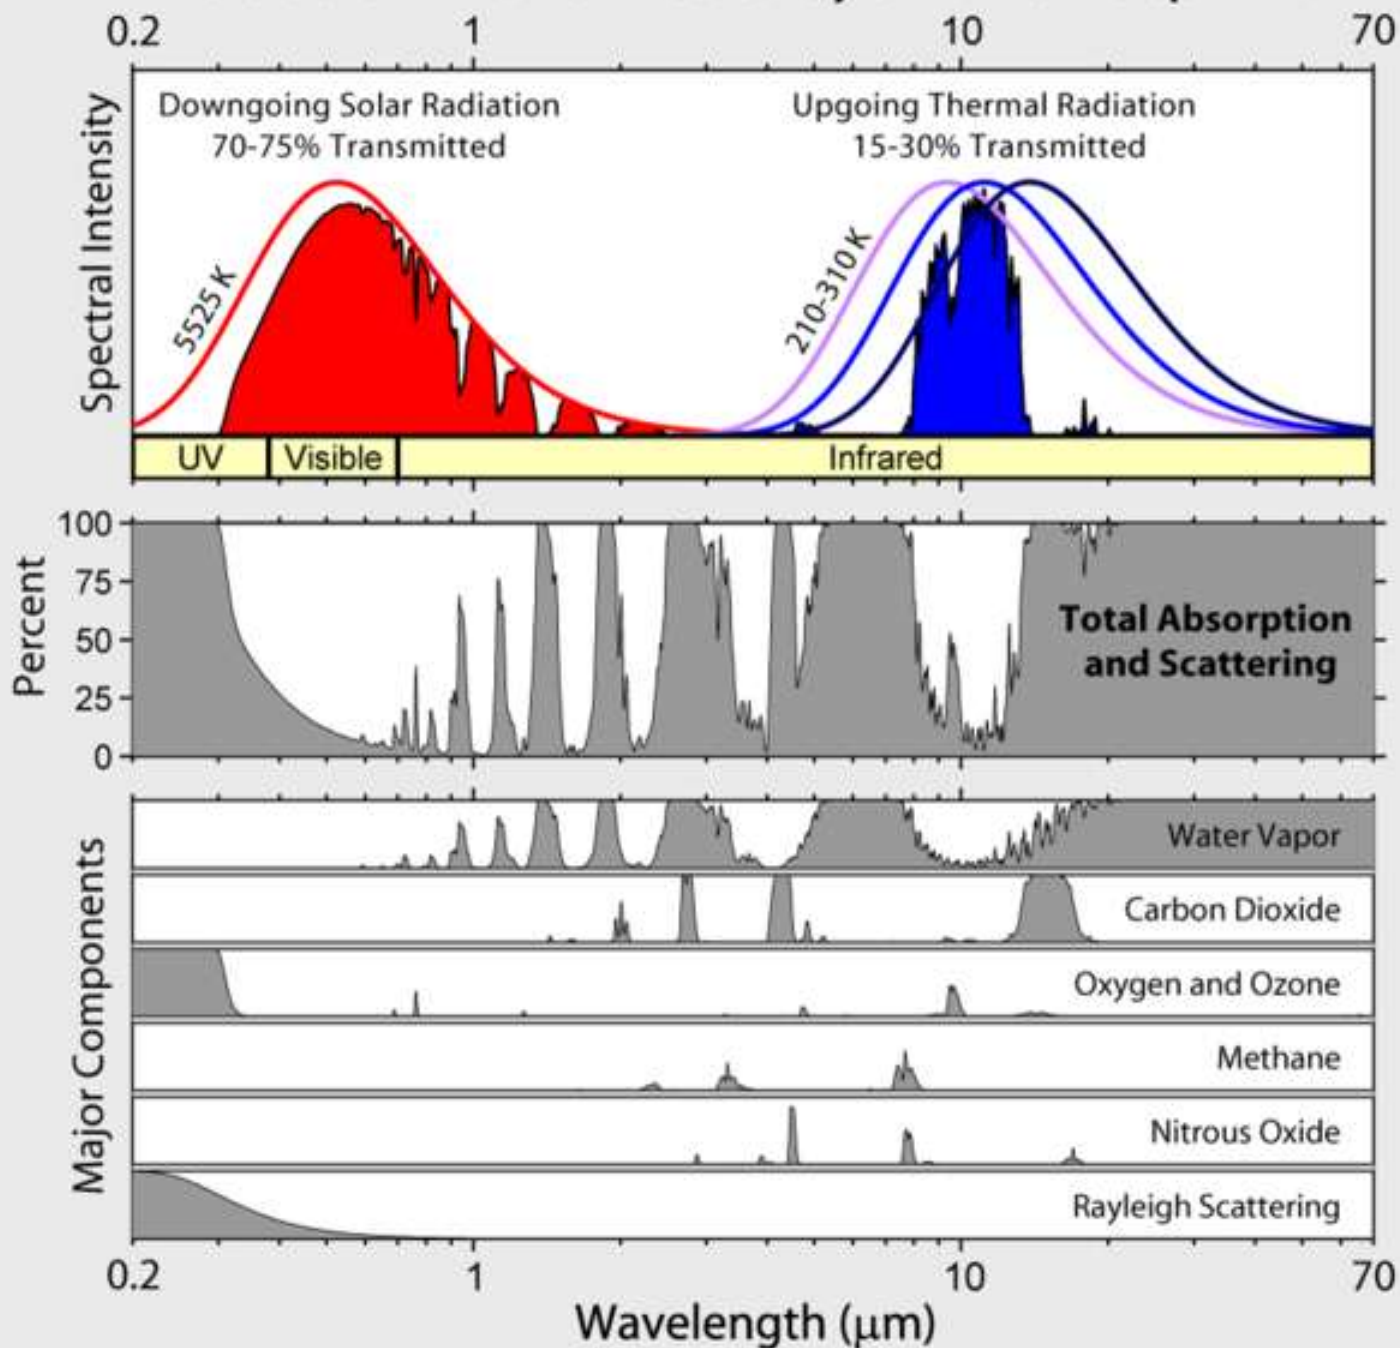 0.2 1 10 70
Spectral Intensity
Downgoing Solar Radiation
70-75% Transmitted
Upgoing Thermal Radiation
15-30% Transmitted
5525 K
210-310 K
UV Visible Infrared
Percent
100
75
50
25
0
Total Absorption
and Scattering
Major Components
Water Vapor
Carbon Dioxide
Oxygen and Ozone
Methane
Nitrous Oxide
Rayleigh Scattering
0.2 1 10 70
Wavelength (μm)